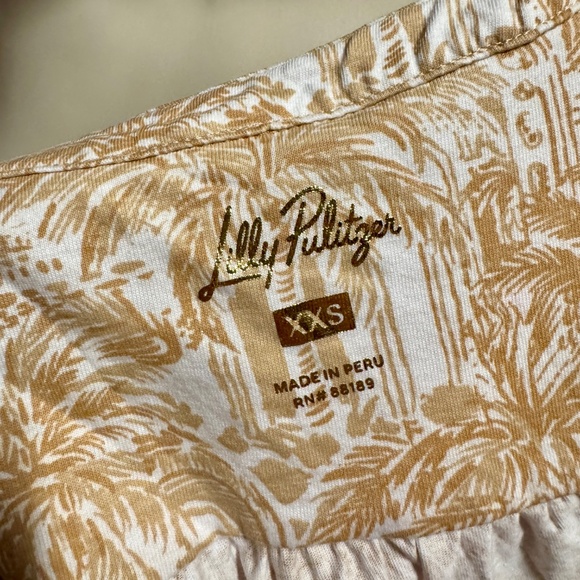 Lilly Pulitzer
XXS
MADE IN PERU
RN# 88189